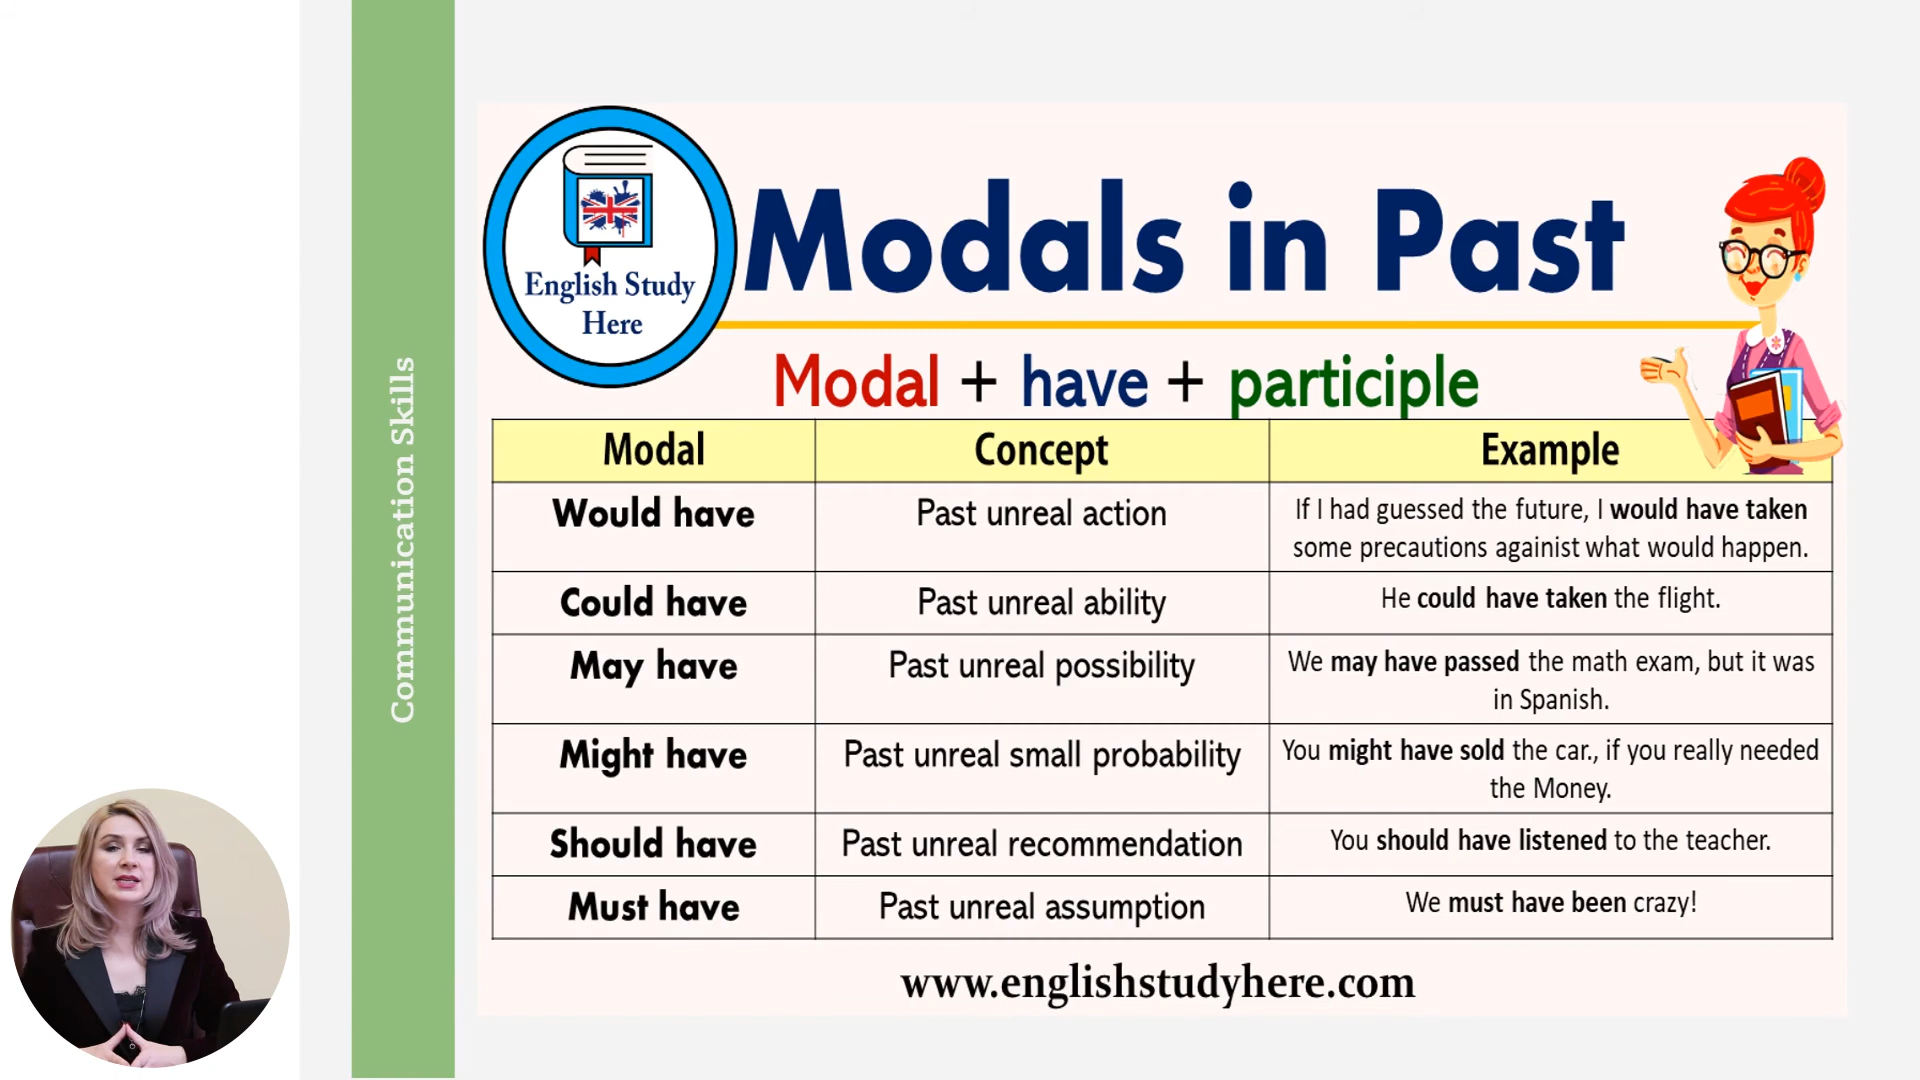 Communication Skills
English Study
Here
Modals in Past
Modal + have + participle
Modal Concept Example
Would have Past unreal action If I had guessed the future, I would have taken
some precautions againist what would happen.
Could have Past unreal ability He could have taken the flight.
May have Past unreal possibility We may have passed the math exam, but it was
in Spanish.
Might have Past unreal small probability You might have sold the car., if you really needed
the Money.
Should have Past unreal recommendation You should have listened to the teacher.
Must have Past unreal assumption We must have been crazy!
www.englishstudyhere.com